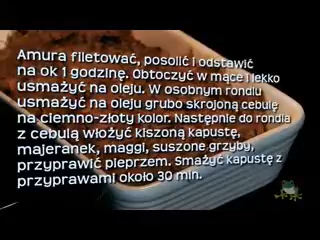 Amura filetować, posolić i odstawić
na ok 1 godzinę. Obtoczyć w mące i lekko
usmażyć na oleju. W osobnym rondlu
usmażyć na oleju grubo skrojoną cebulę
na ciemno-złoty kolor. Następnie do rondla
z cebulą włożyć kiszoną kapustę,
majeranek, maggi, suszone grzyby,
przyprawić pieprzem. Smażyć kapustę z
przyprawami około 30 min.